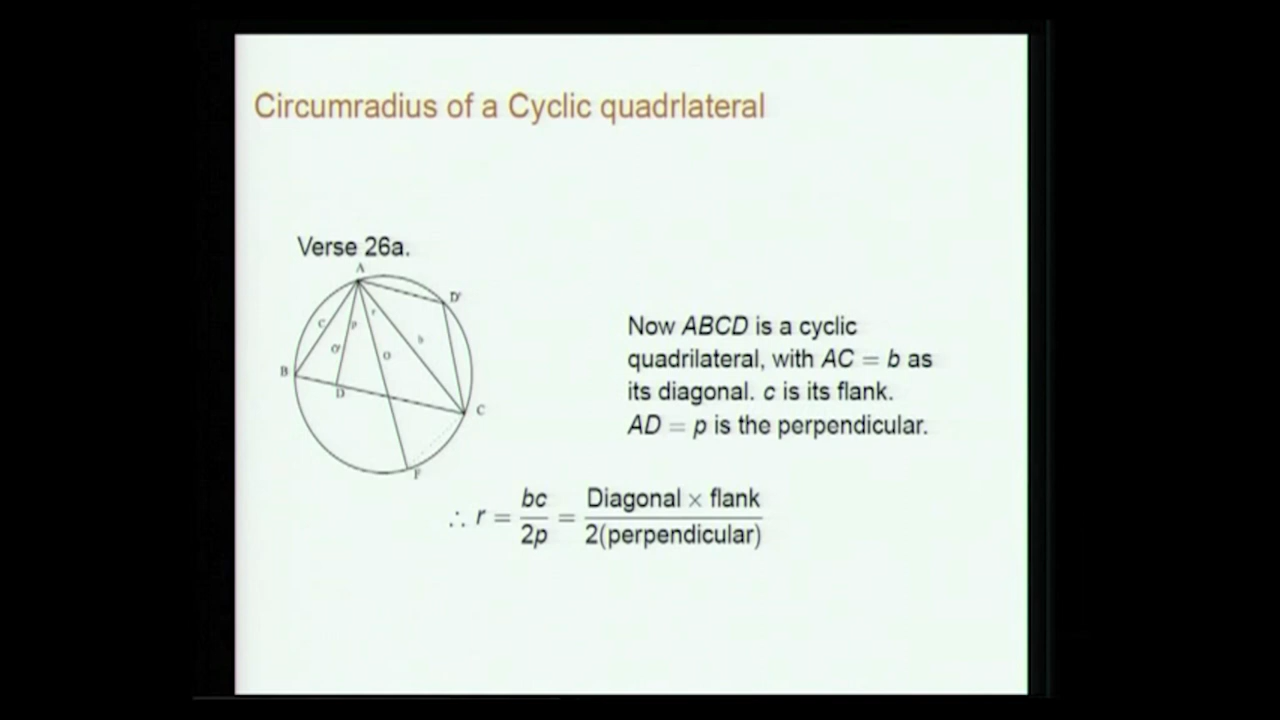 Circumradius of a Cyclic quadrlateral
Verse 26a.
A
D'
C
p
r
b
O'
O
B
D
C
F
Now ABCD is a cyclic
quadrilateral, with AC = b as
its diagonal. c is its flank.
AD = p is the perpendicular.
∴ r = bc / 2p = Diagonal × flank / 2(perpendicular)